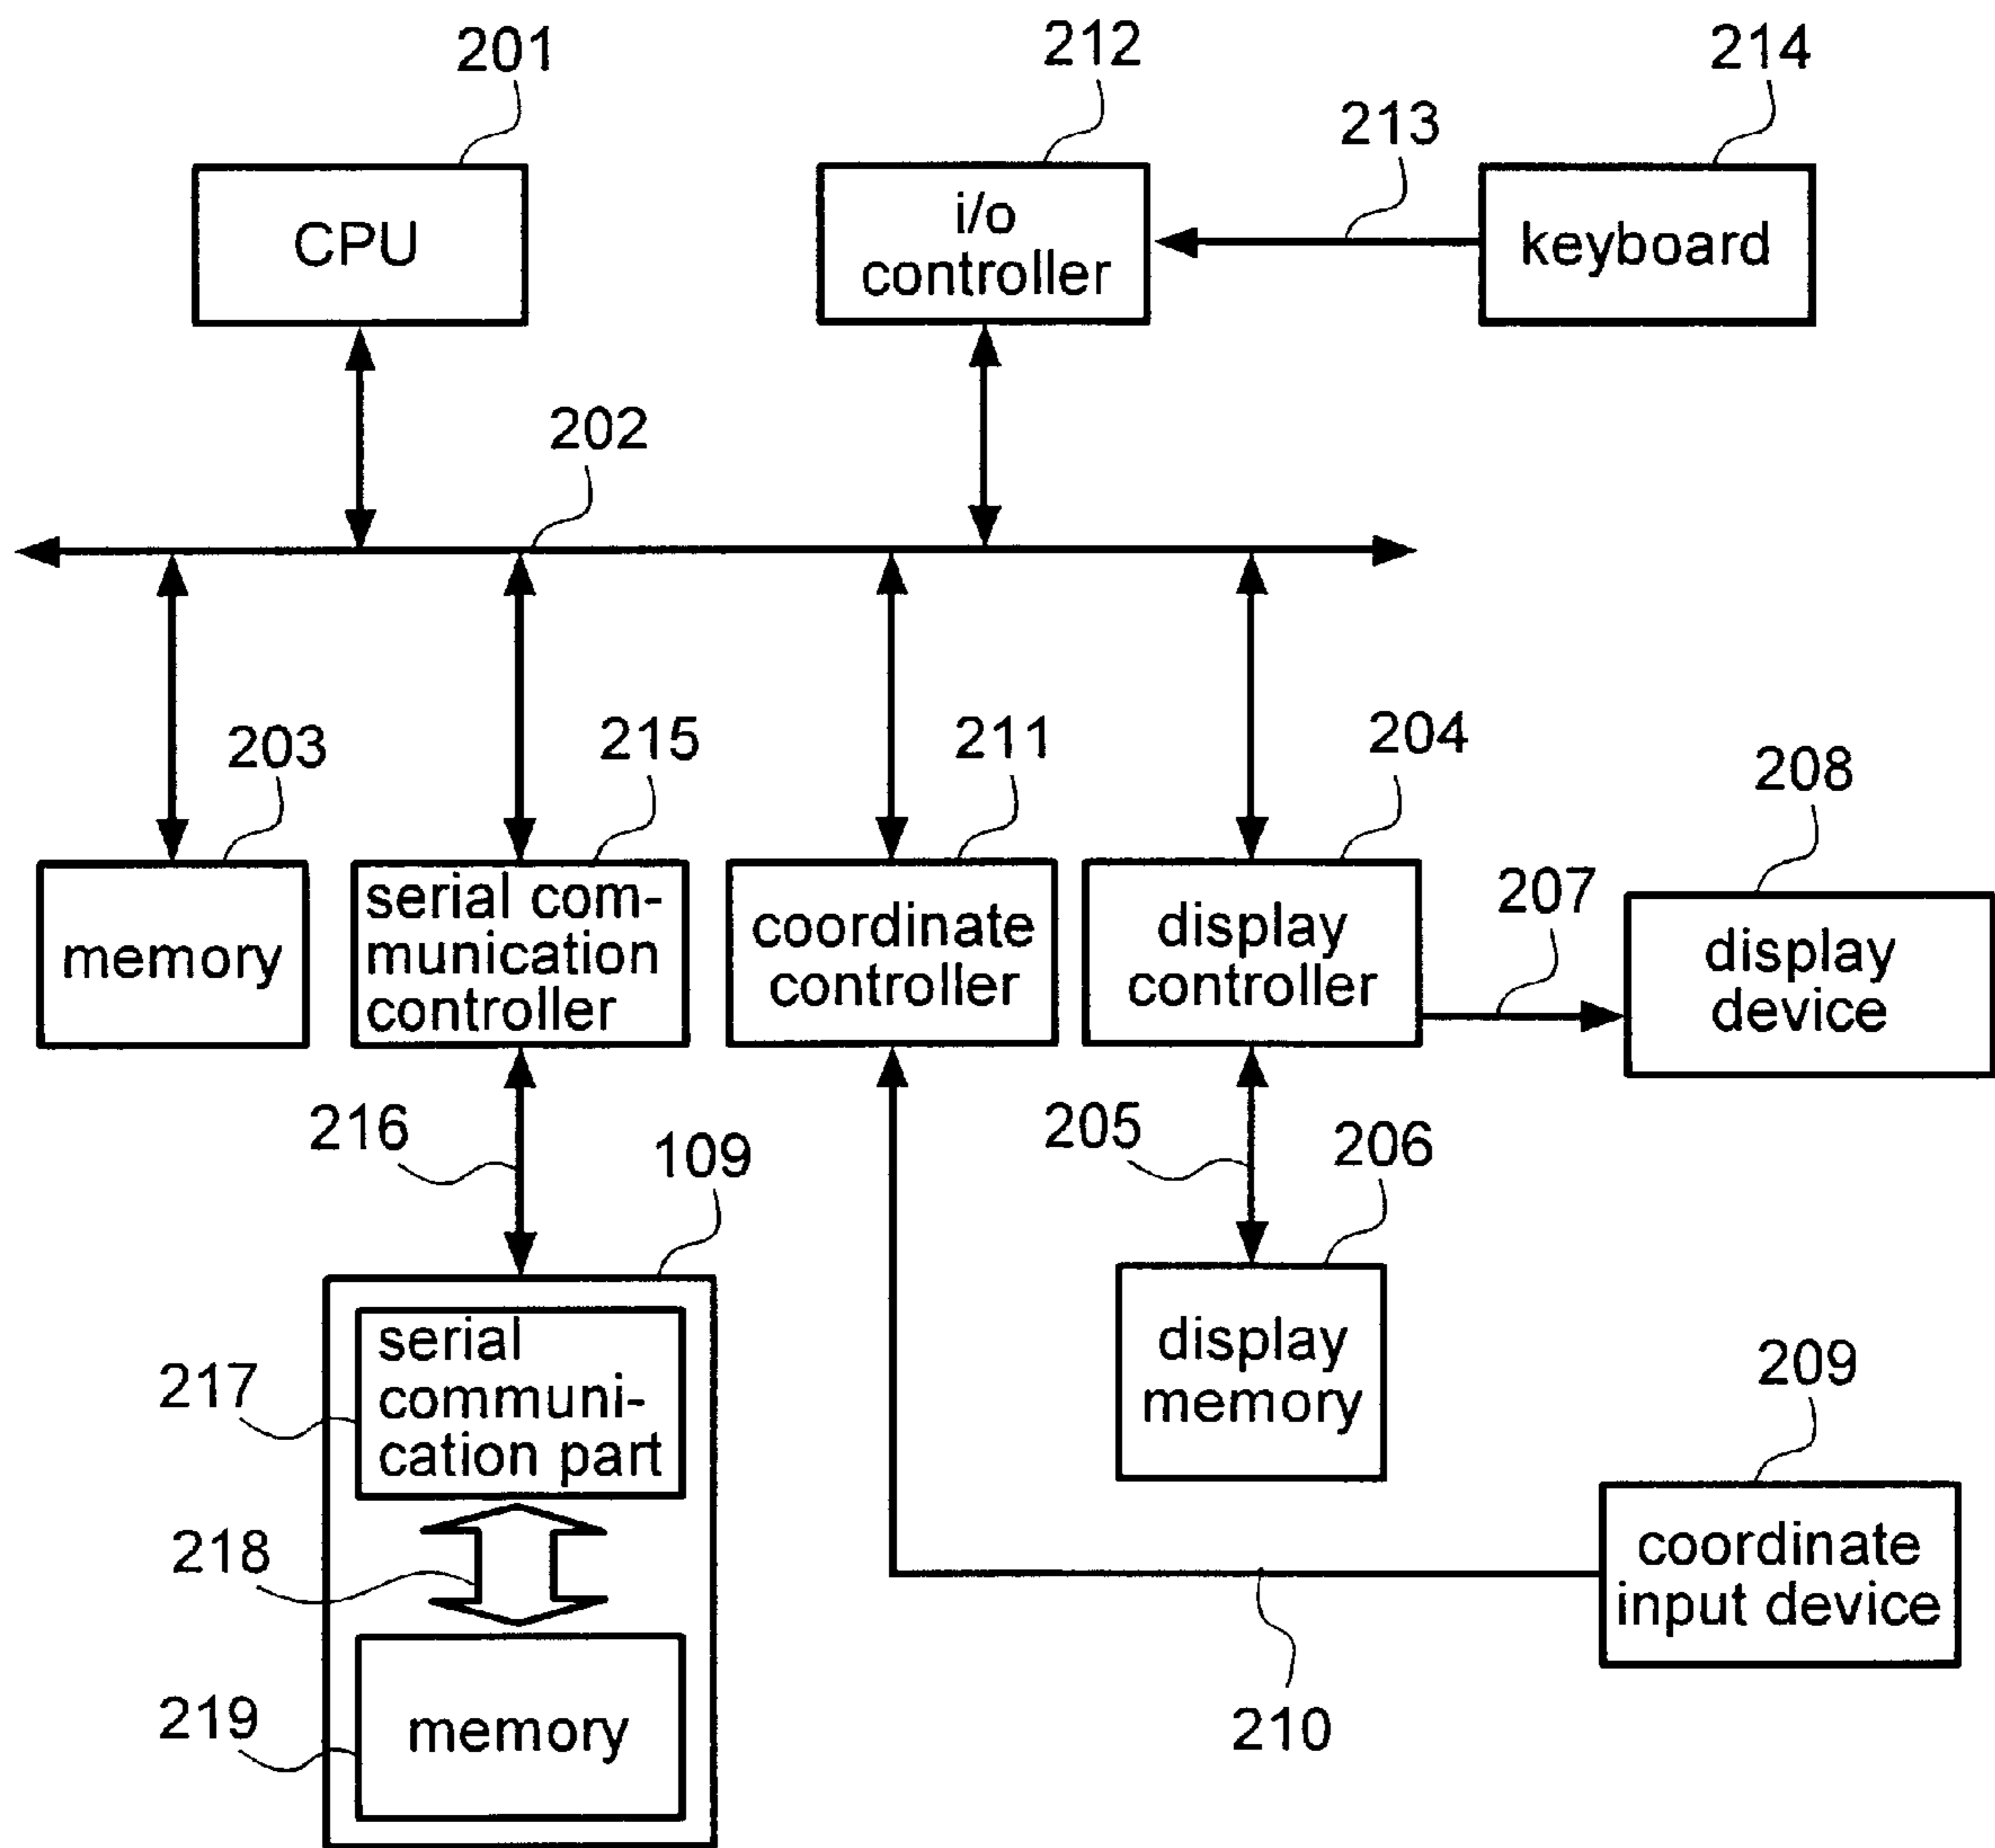 201
212
214
213
CPU
i/o
controller
keyboard
202
203
215
211
204
208
207
memory
serial com-
munication
controller
coordinate
controller
display
controller
display
device
216
109
205
206
217
serial
communi-
cation part
display
memory
209
218
coordinate
input device
219
memory
210